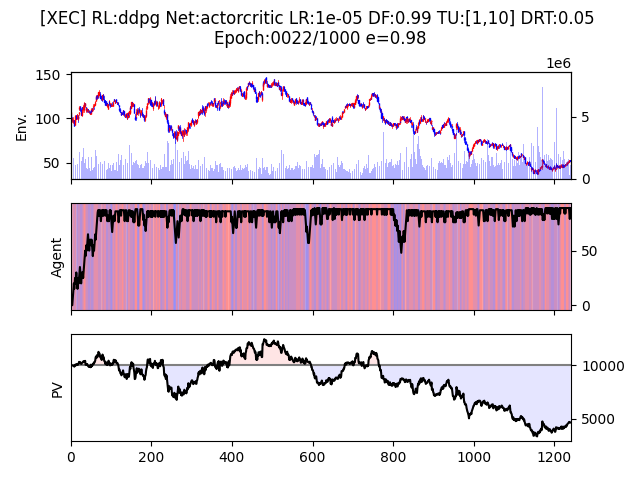 [XEC] RL:ddpg Net:actorcritic LR:1e-05 DF:0.99 TU:[1,10] DRT:0.05
Epoch:0022/1000 e=0.98
1e6
150
100
50
Env.
5
0
Agent
50
0
PV
10000
5000
0 200 400 600 800 1000 1200